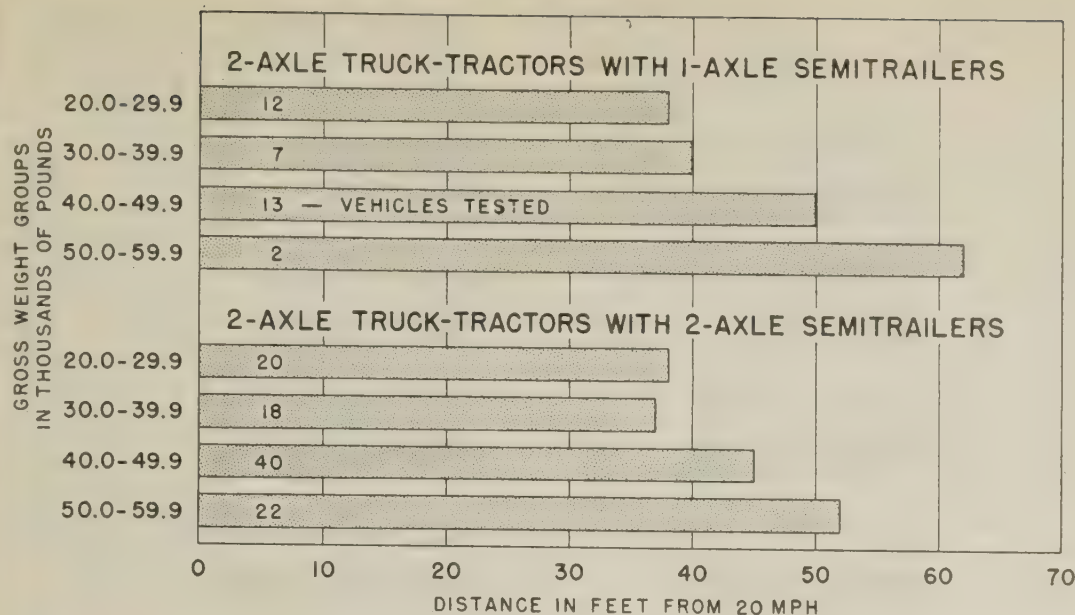 2-AXLE TRUCK-TRACTORS WITH 1-AXLE SEMITRAILERS
20.0-29.9 12
30.0-39.9 7
40.0-49.9 13 — VEHICLES TESTED
50.0-59.9 2
2-AXLE TRUCK-TRACTORS WITH 2-AXLE SEMITRAILERS
20.0-29.9 20
30.0-39.9 18
40.0-49.9 40
50.0-59.9 22
GROSS WEIGHT GROUPS
IN THOUSANDS OF POUNDS
0 10 20 30 40 50 60 70
DISTANCE IN FEET FROM 20 MPH